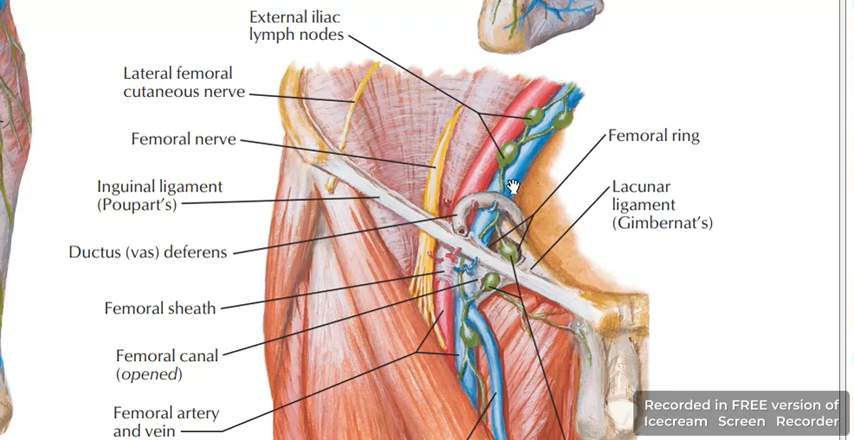 External iliac
lymph nodes
Lateral femoral
cutaneous nerve
Femoral nerve
Femoral ring
Inguinal ligament
(Poupart's)
Lacunar
ligament
(Gimbernat's)
Ductus (vas) deferens
Femoral sheath
Femoral canal
(opened)
Femoral artery
and vein
Recorded in FREE version of
Icecream Screen Recorder